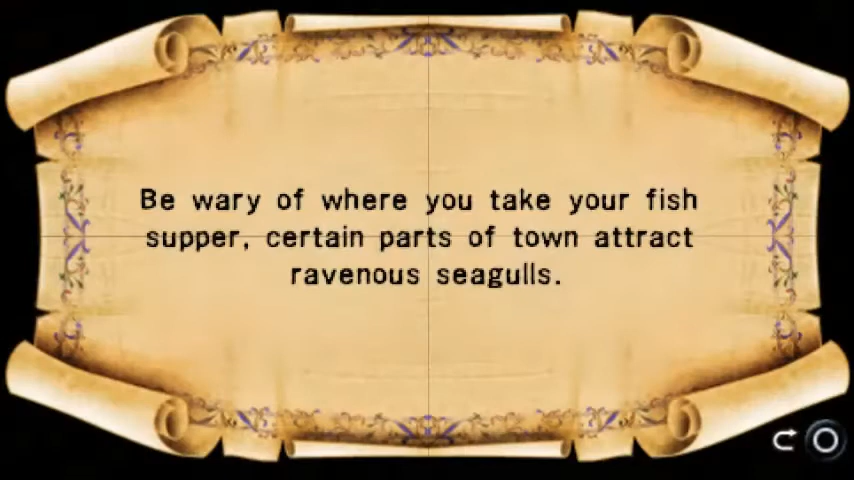 Be wary of where you take your fish
supper, certain parts of town attract
ravenous seagulls.